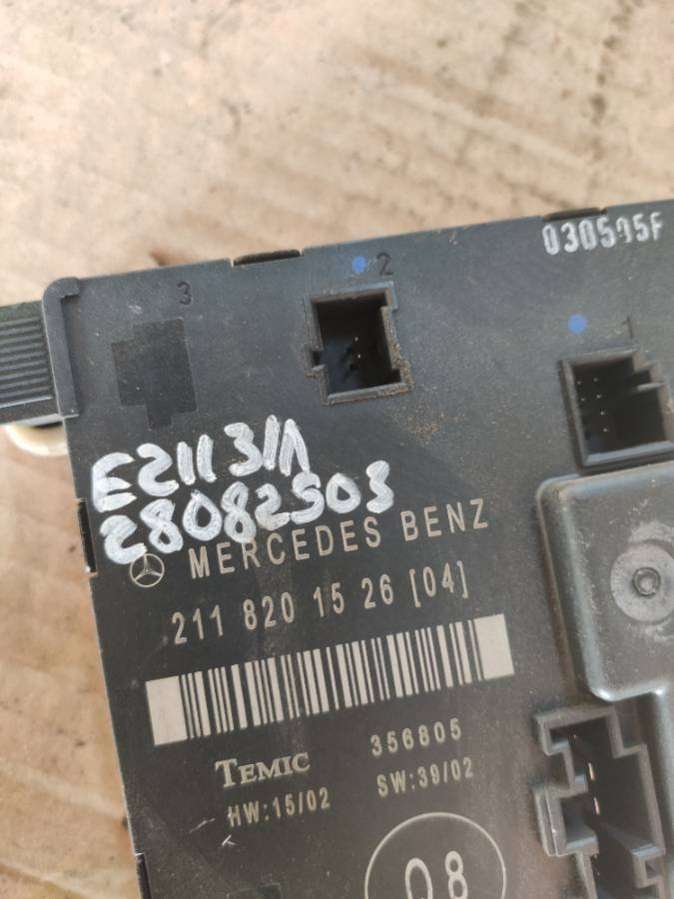 030505F
3
2
1
E211 3/Л
28082503
MERCEDES BENZ
211 820 15 26 [04]
TEMIC
356805
HW:15/02
SW:39/02
08